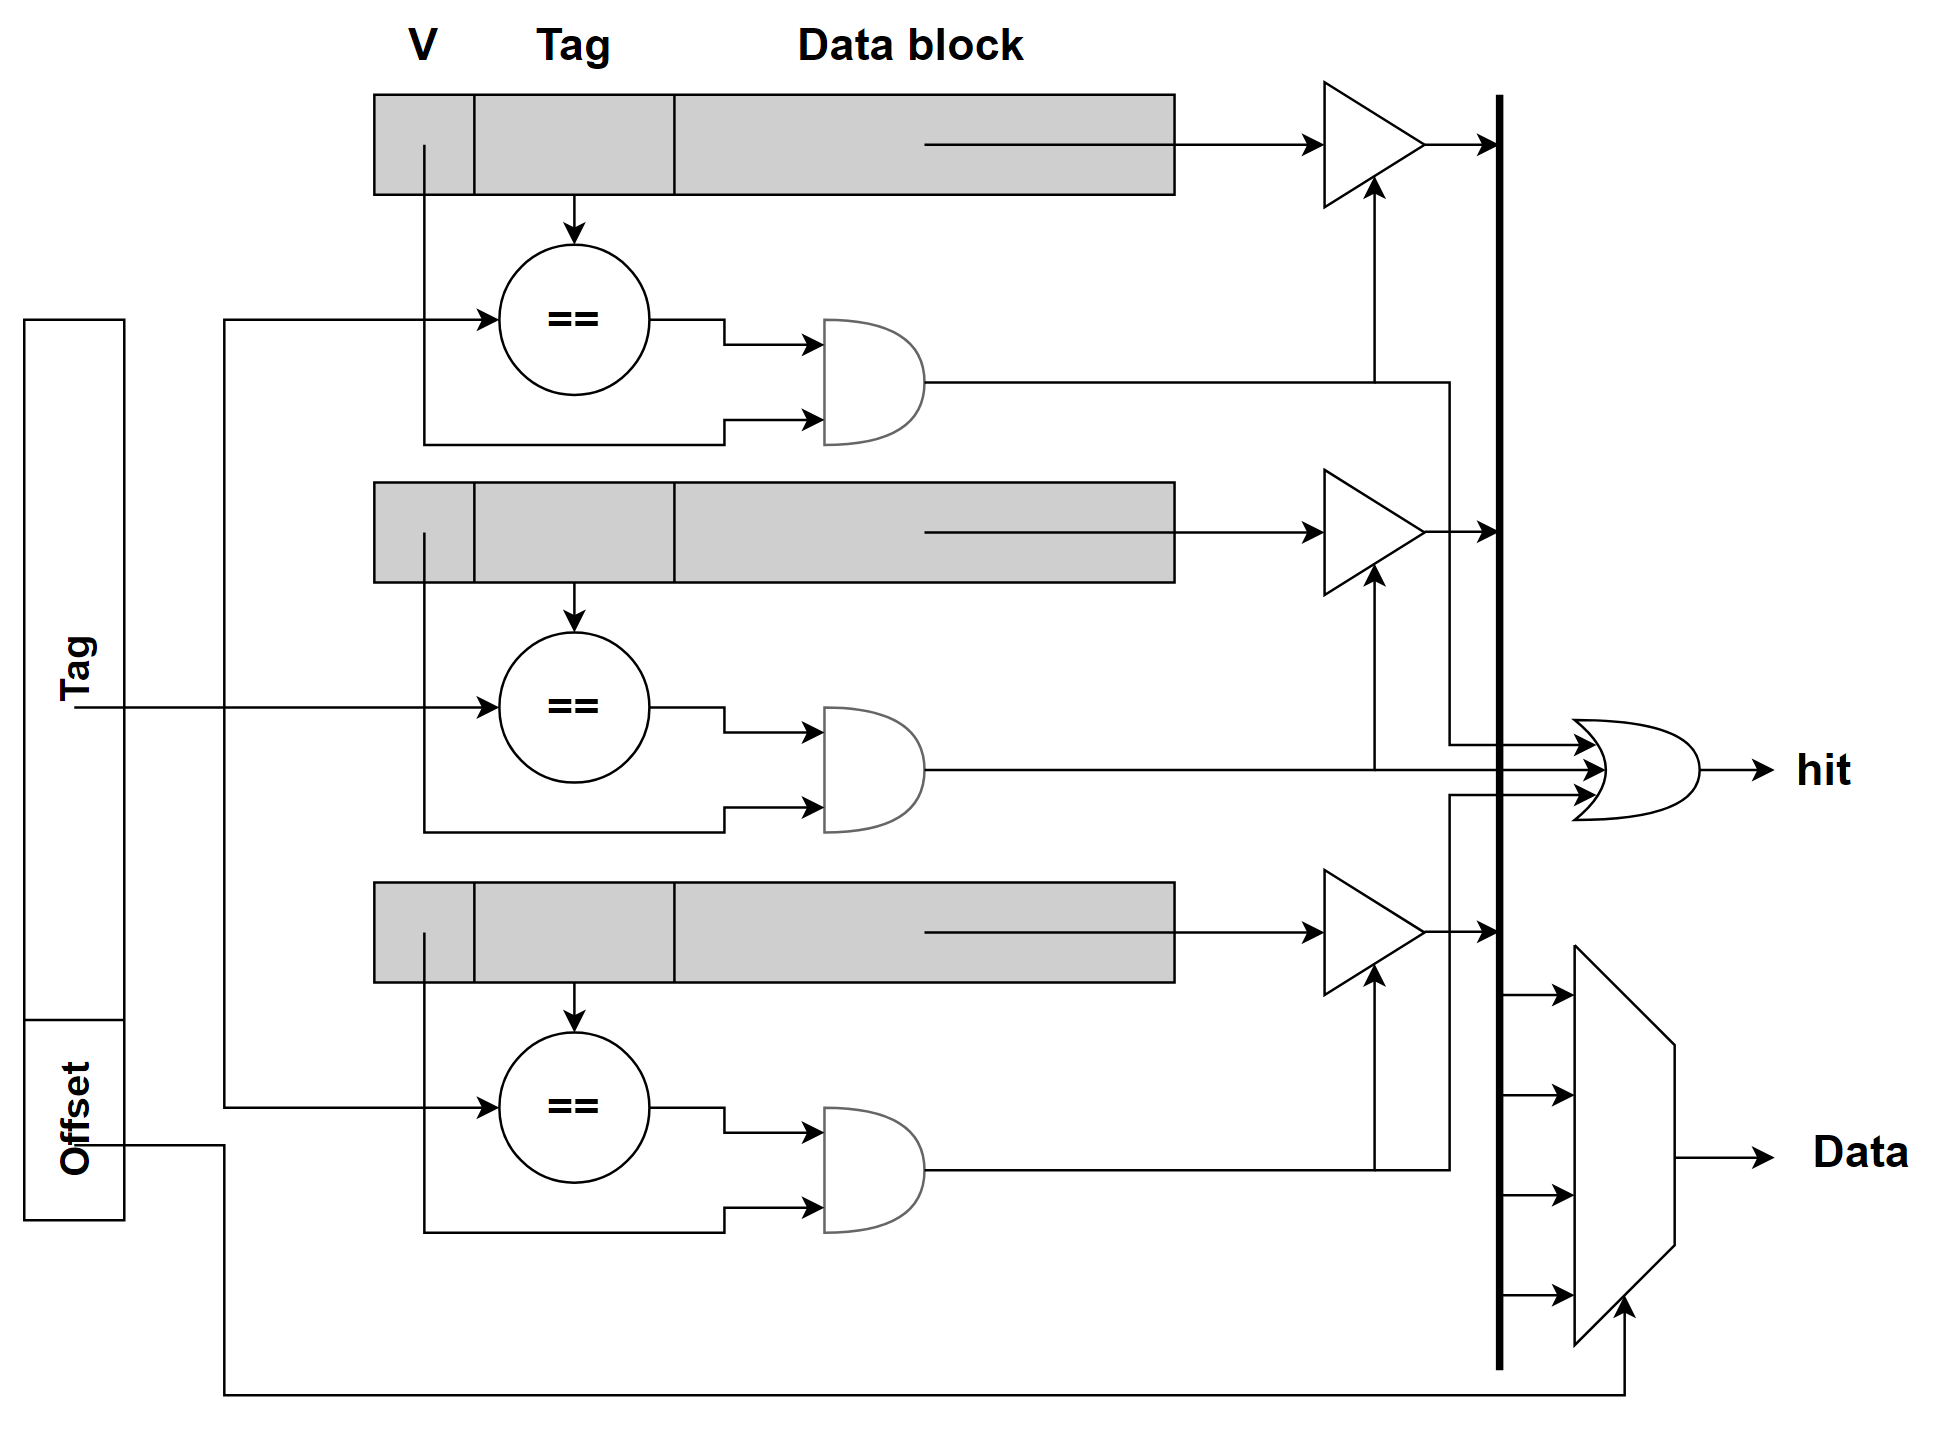 V Tag Data block
==
Tag
==
hit
Offset
==
Data